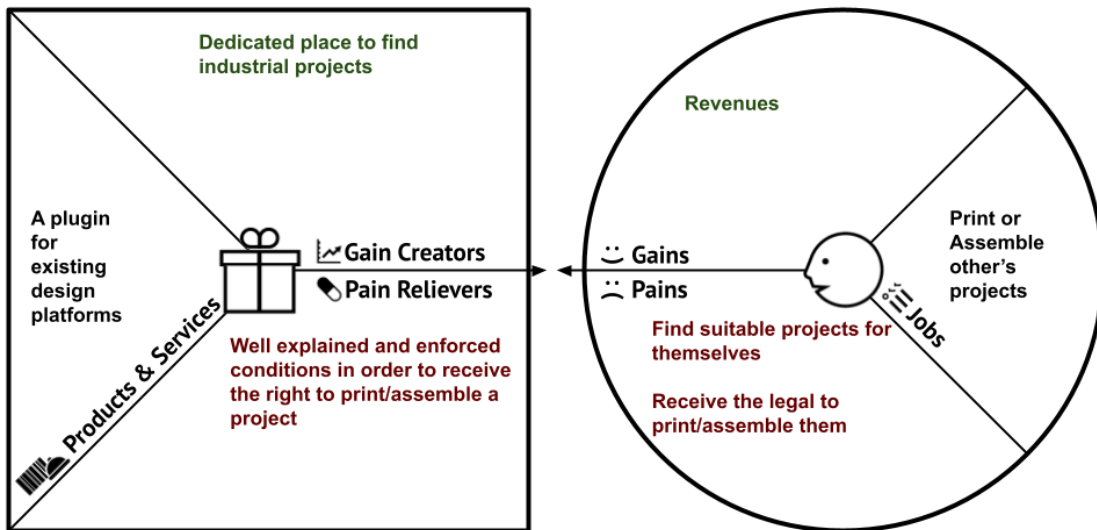 Dedicated place to find
industrial projects
A plugin
for
existing
design
platforms
Gain Creators
Pain Relievers
Products & Services
Well explained and enforced
conditions in order to receive
the right to print/assemble a
project
Revenues
Gains
Pains
Print or
Assemble
other's
projects
Jobs
Find suitable projects for
themselves
Receive the legal to
print/assemble them